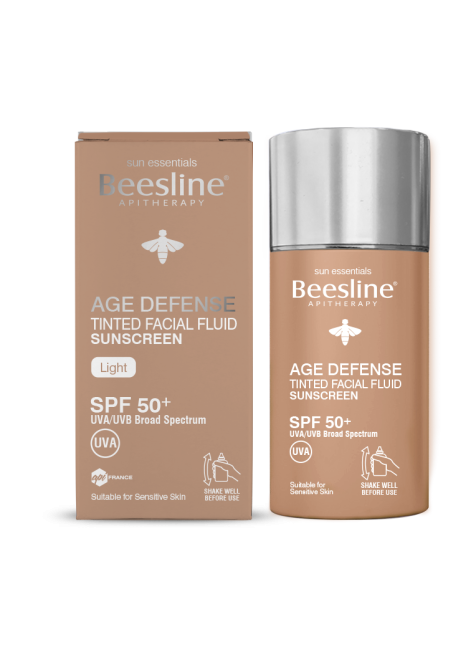 sun essentials
Beesline®
APITHERAPY
AGE DEFENSE
TINTED FACIAL FLUID
SUNSCREEN
Light
SPF 50+
UVA/UVB Broad Spectrum
UVA
FRANCE
SHAKE WELL
BEFORE USE
Suitable for Sensitive Skin
sun essentials
Beesline®
APITHERAPY
AGE DEFENSE
TINTED FACIAL FLUID
SUNSCREEN
SPF 50+
UVA/UVB Broad Spectrum
UVA
Suitable for
Sensitive Skin
SHAKE WELL
BEFORE USE